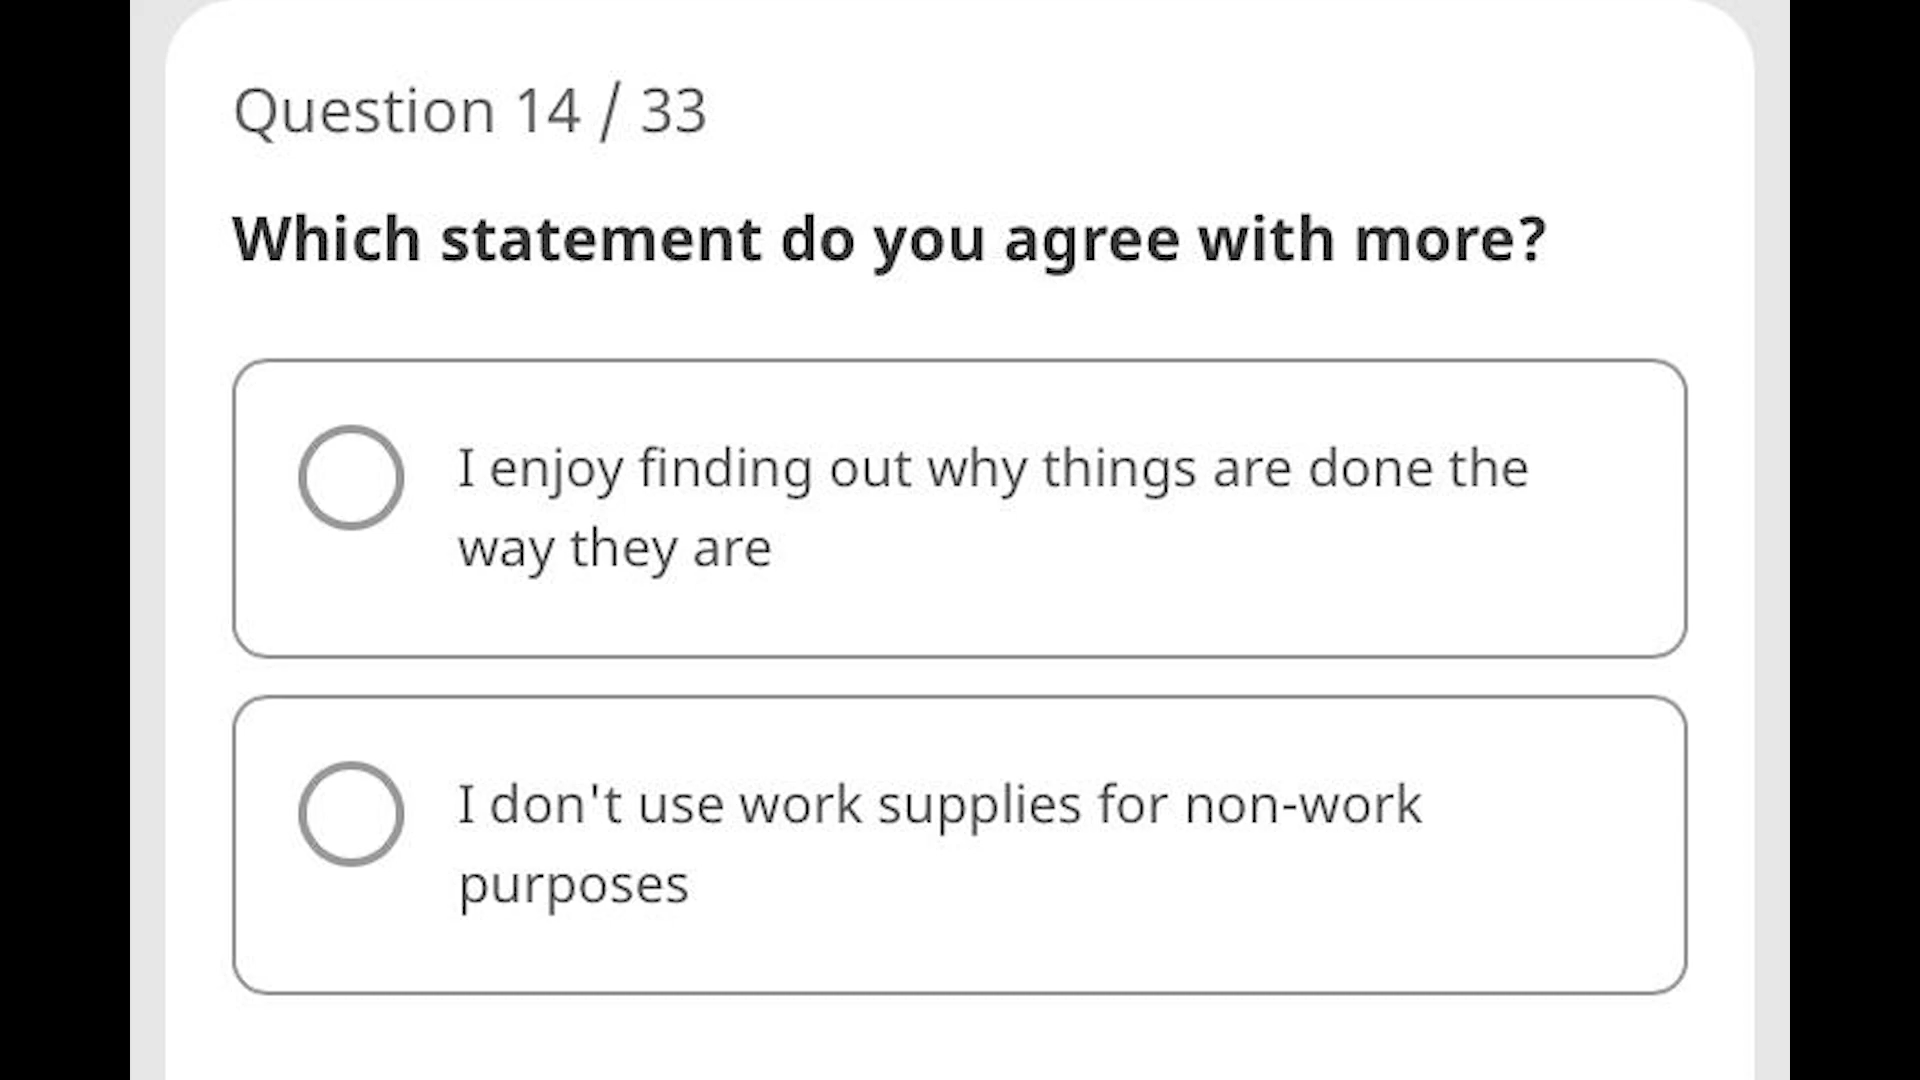 Question 14 / 33
Which statement do you agree with more?
I enjoy finding out why things are done the
way they are
I don't use work supplies for non-work
purposes